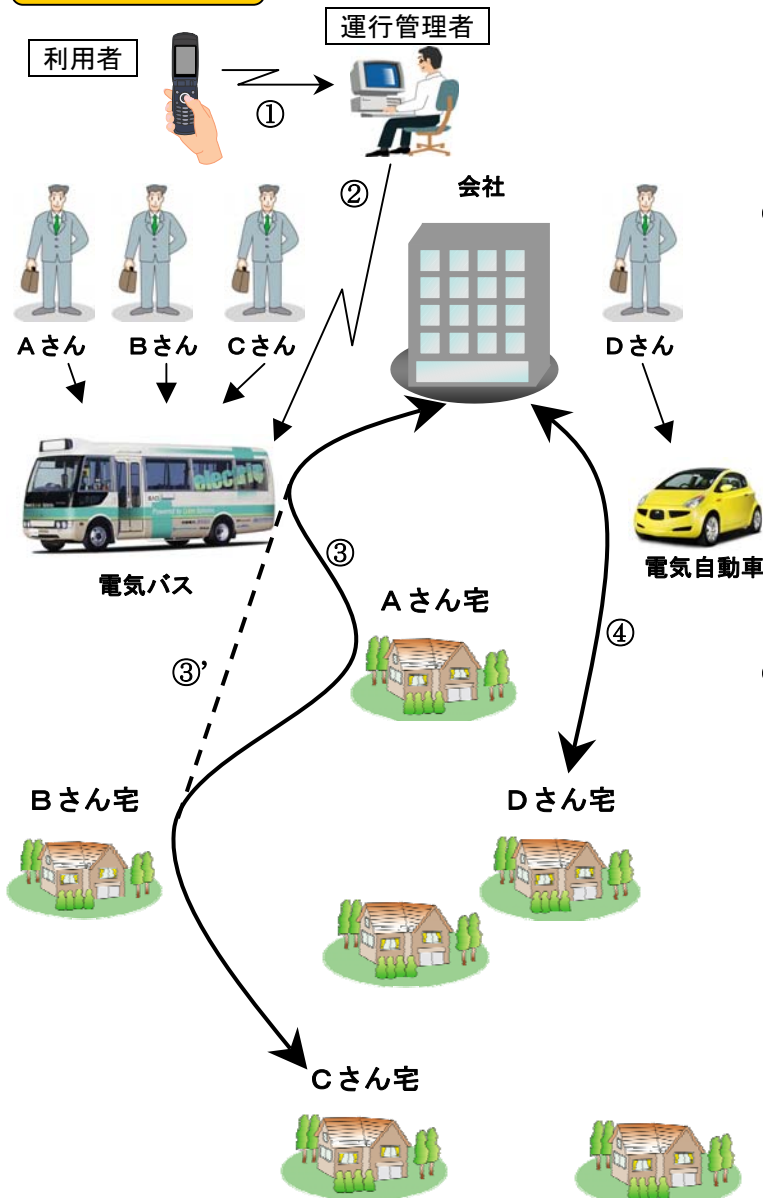 運行管理者
利用者
①
②
会社
Aさん
Bさん
Cさん
Dさん
electric
電気バス
電気自動車
③
Aさん宅
④
③’
Bさん宅
Dさん宅
Cさん宅